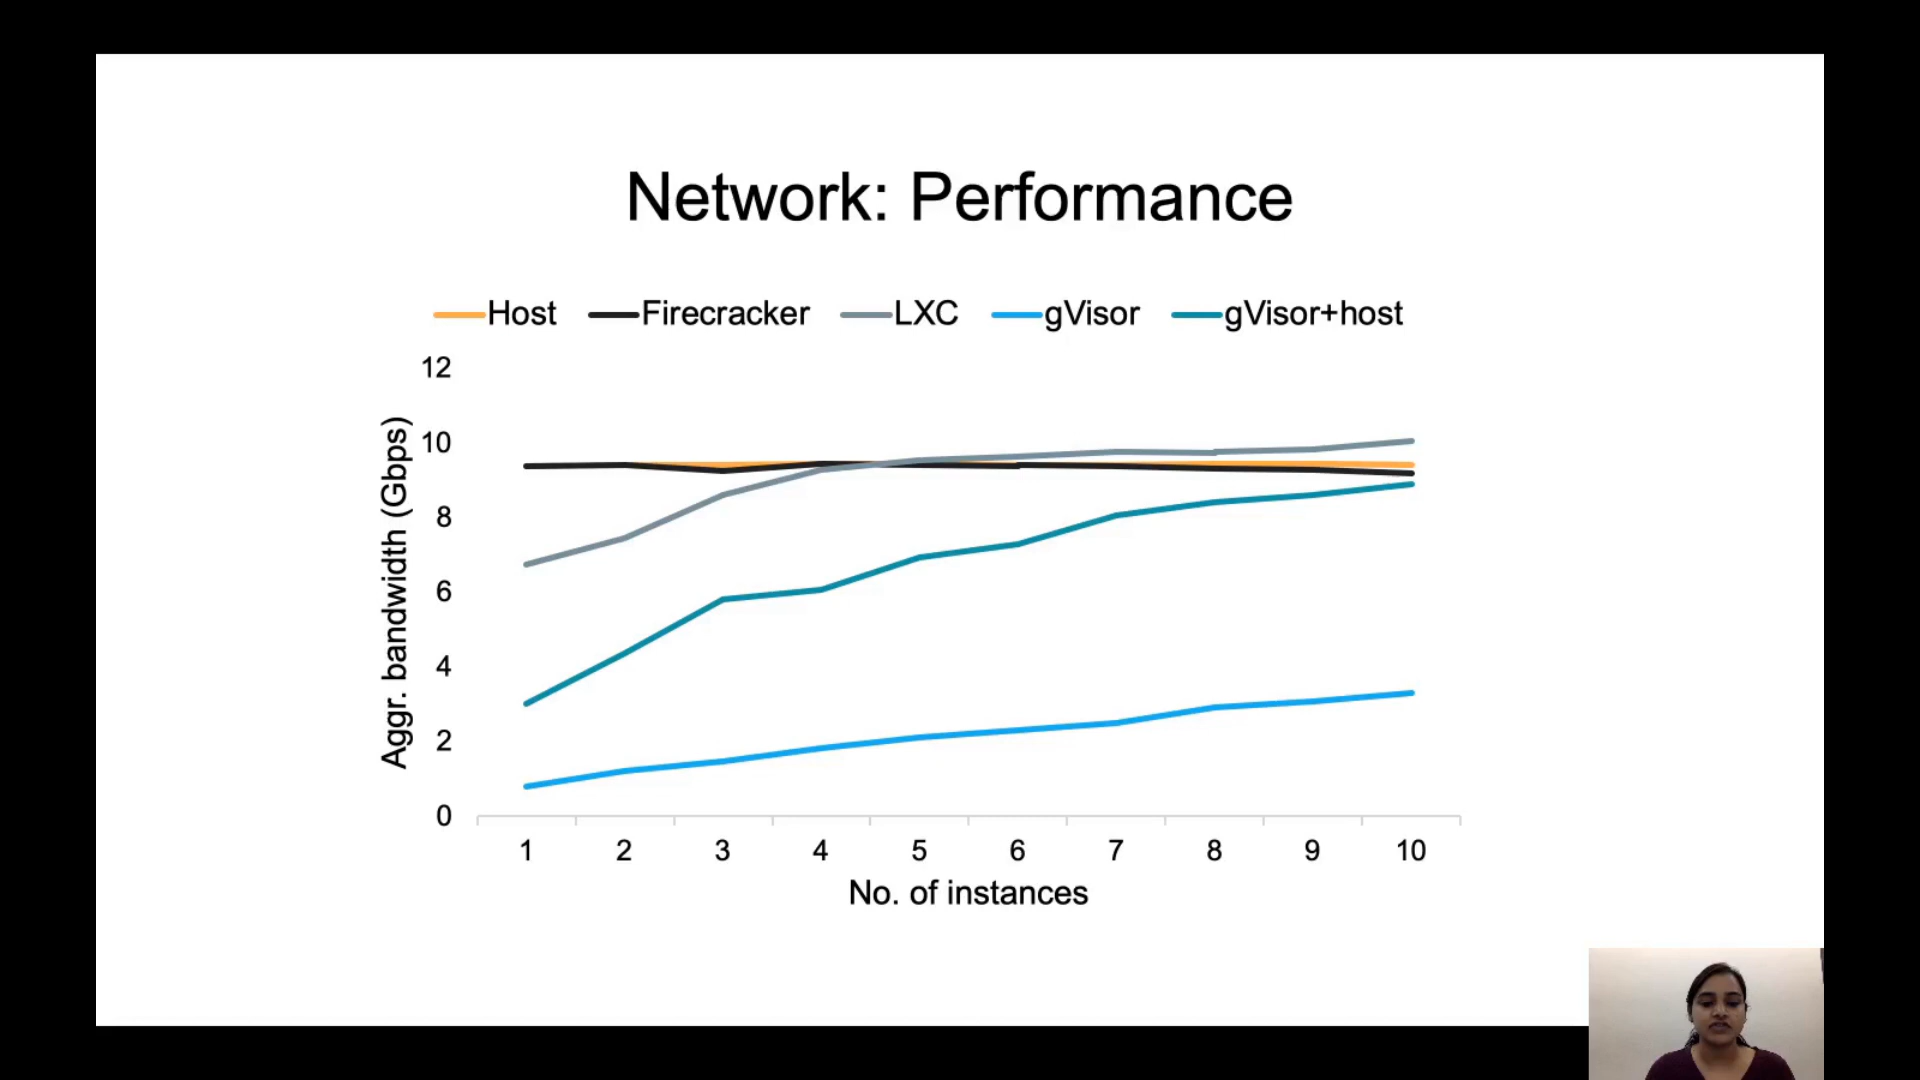 Network: Performance
Host Firecracker LXC gVisor gVisor+host
12
10
8
6
4
2
0
Aggr. bandwidth (Gbps)
1 2 3 4 5 6 7 8 9 10
No. of instances